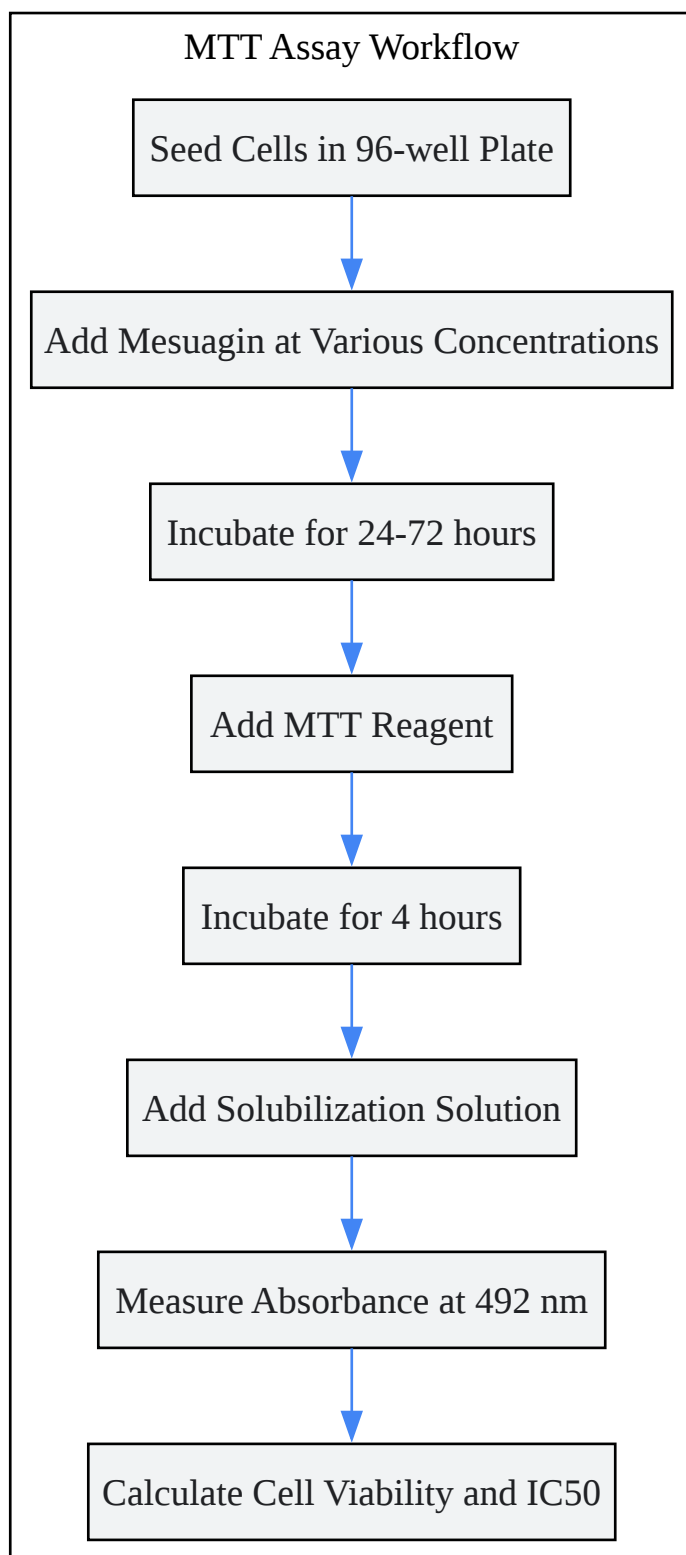 MTT Assay Workflow
Seed Cells in 96-well Plate
Add Mesuagin at Various Concentrations
Incubate for 24-72 hours
Add MTT Reagent
Incubate for 4 hours
Add Solubilization Solution
Measure Absorbance at 492 nm
Calculate Cell Viability and IC50